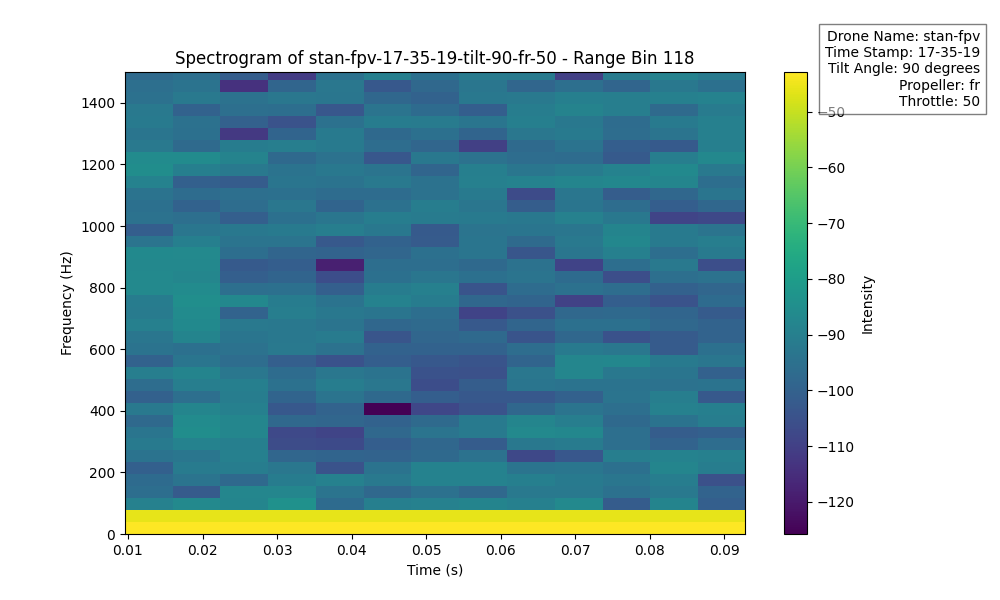 Spectrogram of stan-fpv-17-35-19-tilt-90-fr-50 - Range Bin 118
Drone Name: stan-fpv
Time Stamp: 17-35-19
Tilt Angle: 90 degrees
Propeller: fr
Throttle: 50
Frequency (Hz)
1400
1200
1000
800
600
400
200
0
0.01 0.02 0.03 0.04 0.05 0.06 0.07 0.08 0.09
Time (s)
−50
−60
−70
−80
−90
−100
−110
−120
Intensity